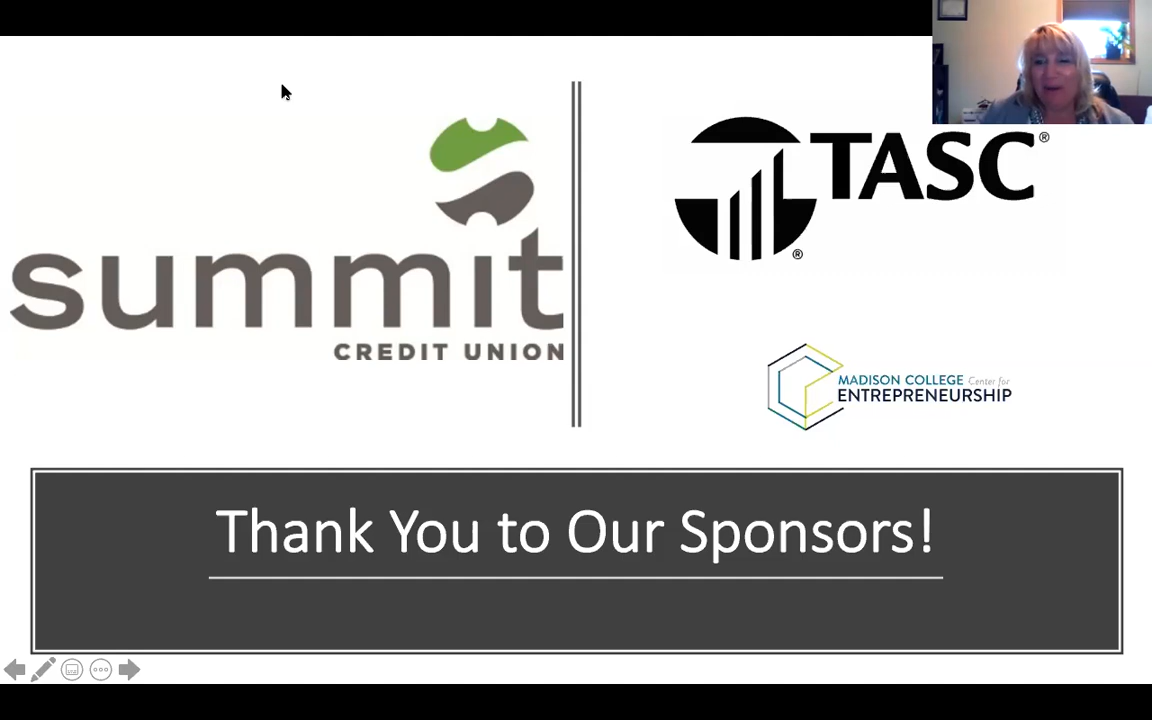 summit
CREDIT UNION
TASC®
®
MADISON COLLEGE Center for
ENTREPRENEURSHIP
Thank You to Our Sponsors!